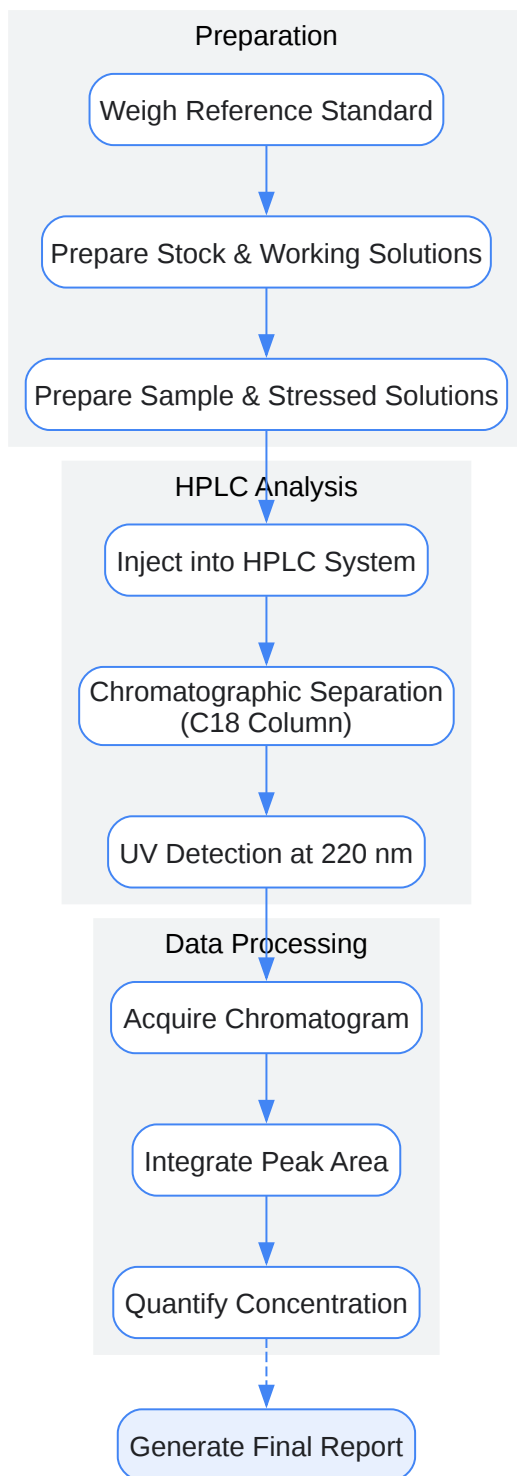 Preparation
Weigh Reference Standard
Prepare Stock & Working Solutions
Prepare Sample & Stressed Solutions
HPLC Analysis
Inject into HPLC System
Chromatographic Separation
(C18 Column)
UV Detection at 220 nm
Data Processing
Acquire Chromatogram
Integrate Peak Area
Quantify Concentration
Generate Final Report